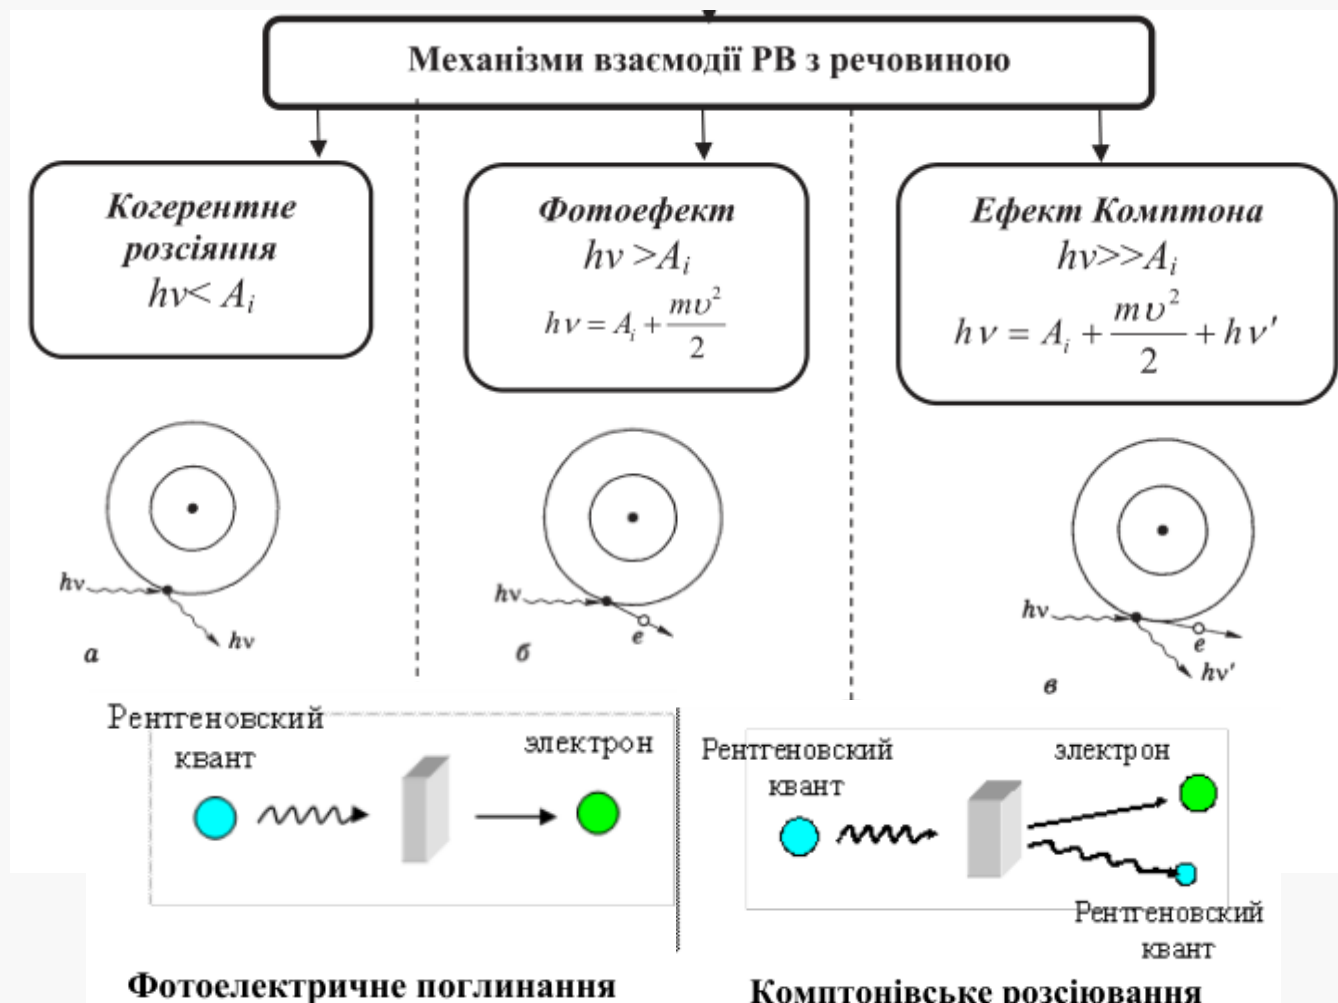 Механізми взаємодії РВ з речовиною
Когерентне
розсіяння
hν< Aᵢ
Фотоефект
hν >Aᵢ
hν = Aᵢ + mυ²/2
Ефект Комптона
hν>>Aᵢ
hν = Aᵢ + mυ²/2 + hν′
hν
hν
а
hν
e
б
hν
e
hν'
в
Рентгеновский
квант
электрон
Фотоелектричне поглинання
Рентгеновский
квант
электрон
Рентгеновский
квант
Комптонівське розсіювання